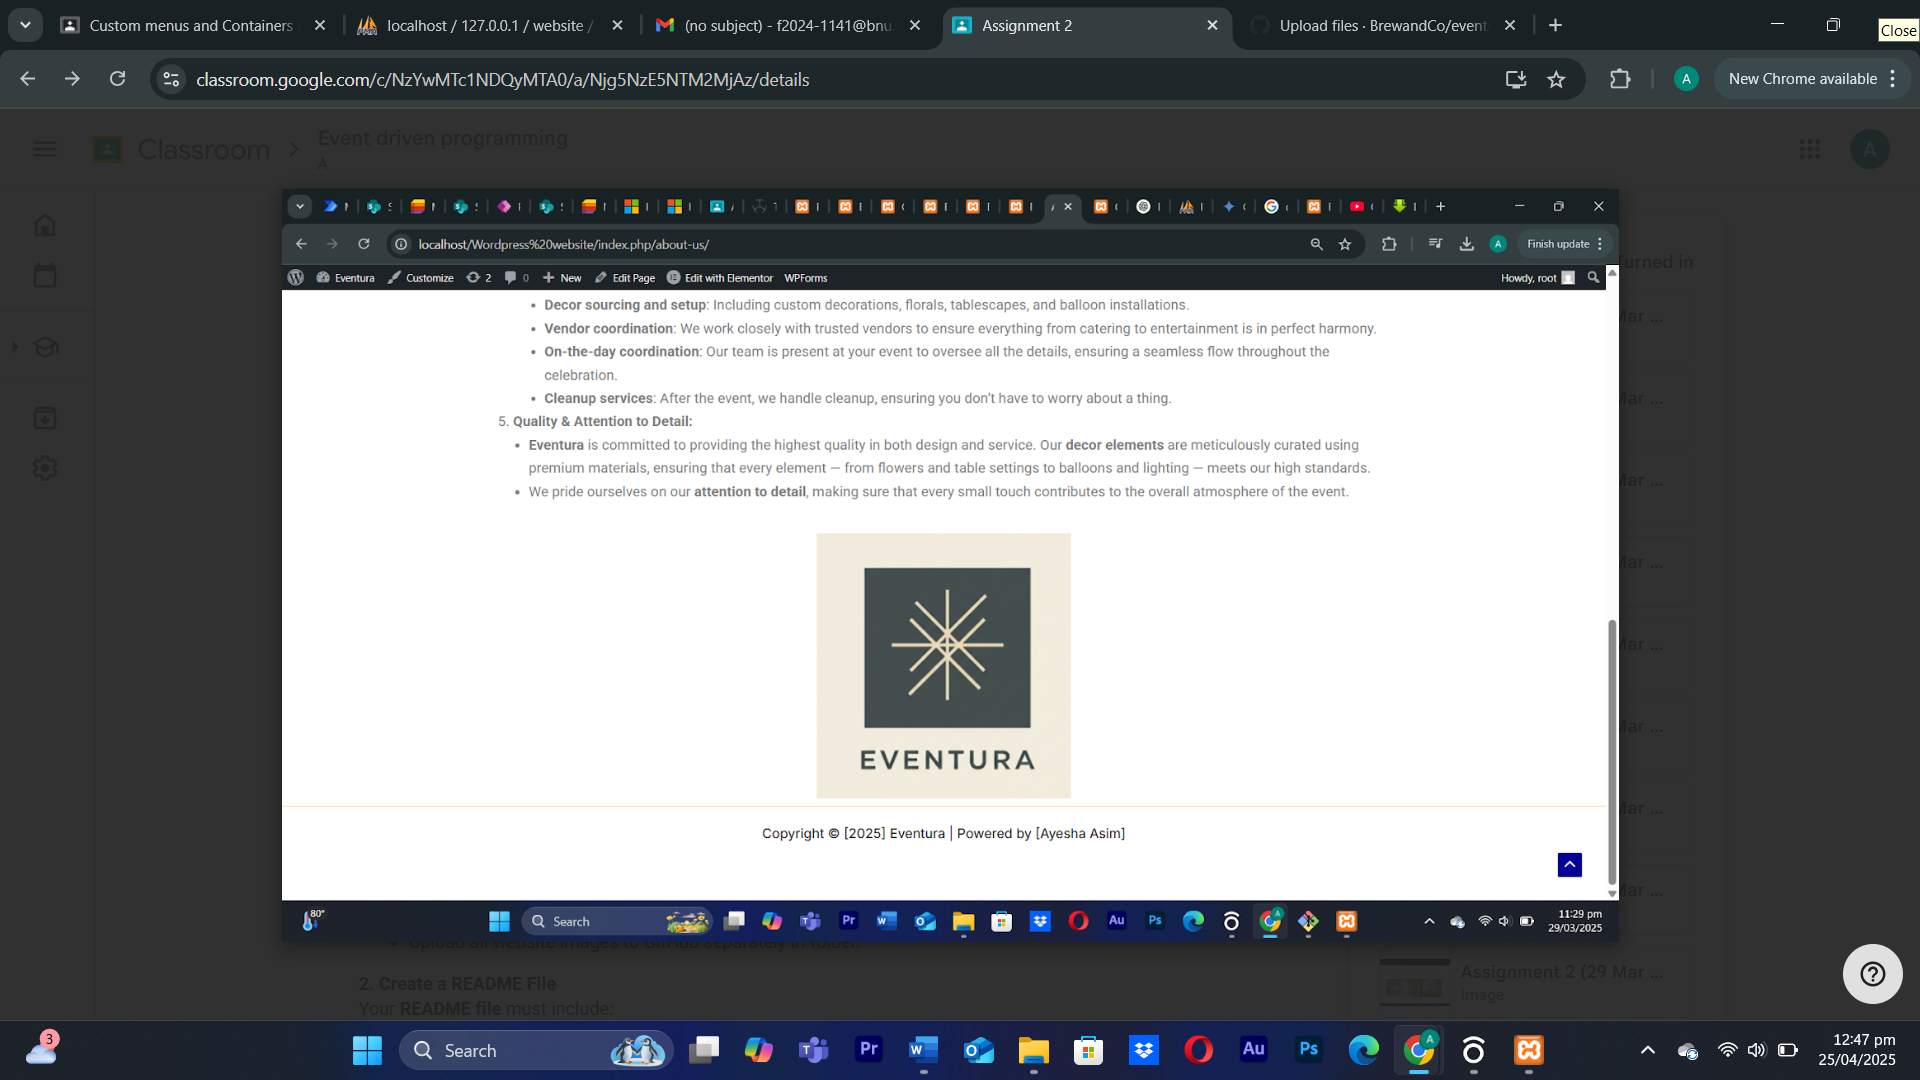 Custom menus and Containers
localhost / 127.0.0.1 / website /
(no subject) - f2024-1141@bnu
Assignment 2
Upload files · BrewandCo/event
Close
classroom.google.com/c/NzYwMTc1NDQyMTA0/a/Njg5NzE5NTM2MjAz/details
A
New Chrome available
Classroom
Event driven programming
A
A
localhost/Wordpress%20website/index.php/about-us/
A
Finish update
Eventura
Customize
2
0
New
Edit Page
Edit with Elementor
WPForms
Howdy, root
Turned in
• Decor sourcing and setup: Including custom decorations, florals, tablescapes, and balloon installations.
• Vendor coordination: We work closely with trusted vendors to ensure everything from catering to entertainment is in perfect harmony.
• On-the-day coordination: Our team is present at your event to oversee all the details, ensuring a seamless flow throughout the
celebration.
• Cleanup services: After the event, we handle cleanup, ensuring you don’t have to worry about a thing.
5. Quality & Attention to Detail:
• Eventura is committed to providing the highest quality in both design and service. Our decor elements are meticulously curated using
premium materials, ensuring that every element — from flowers and table settings to balloons and lighting — meets our high standards.
• We pride ourselves on our attention to detail, making sure that every small touch contributes to the overall atmosphere of the event.
EVENTURA
Copyright © [2025] Eventura | Powered by [Ayesha Asim]
80°
Search
Pr
Au
Ps
11:29 pm
29/03/2025
• Upload all website images to GitHub separately in folder.
2. Create a README File
Your README file must include:
Assignment 2 (29 Mar ...
Image
3
Search
Pr
Au
Ps
12:47 pm
25/04/2025